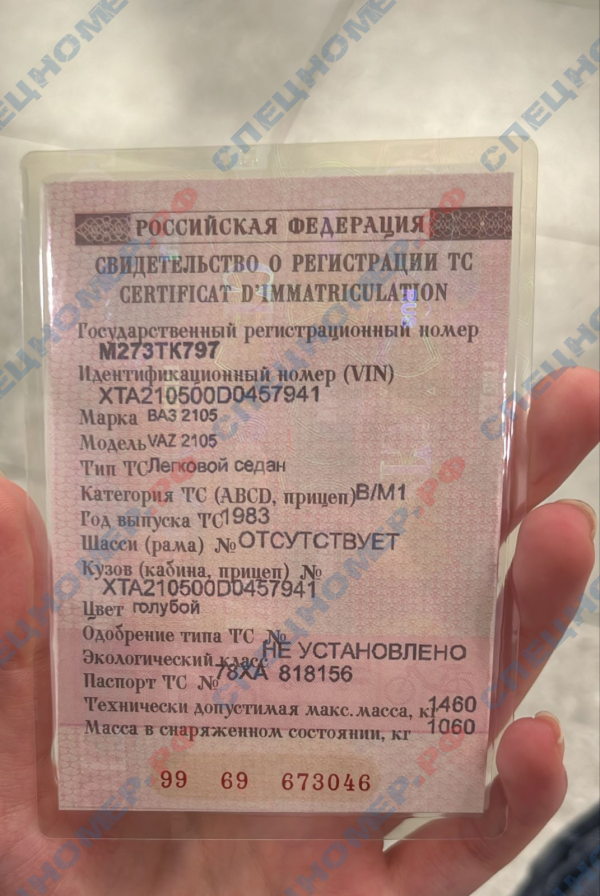 РОССИЙСКАЯ ФЕДЕРАЦИЯ
СВИДЕТЕЛЬСТВО О РЕГИСТРАЦИИ ТС
CERTIFICAT D'IMMATRICULATION
Государственный регистрационный номер
М273ТК797
Идентификационный номер (VIN)
XTA210500D0457941
Марка ВАЗ 2105
Модель VAZ 2105
Тип ТС Легковой седан
Категория ТС (ABCD, прицеп) B/M1
Год выпуска ТС 1983
Шасси (рама) № ОТСУТСТВУЕТ
Кузов (кабина, прицеп) №
XTA210500D0457941
Цвет голубой
Одобрение типа ТС №
Экологический класс НЕ УСТАНОВЛЕНО
Паспорт ТС № 78ХА 818156
Технически допустимая макс. масса, кг 1460
Масса в снаряженном состоянии, кг 1060
99 69 673046
СПЕЦНОМЕР.РФ